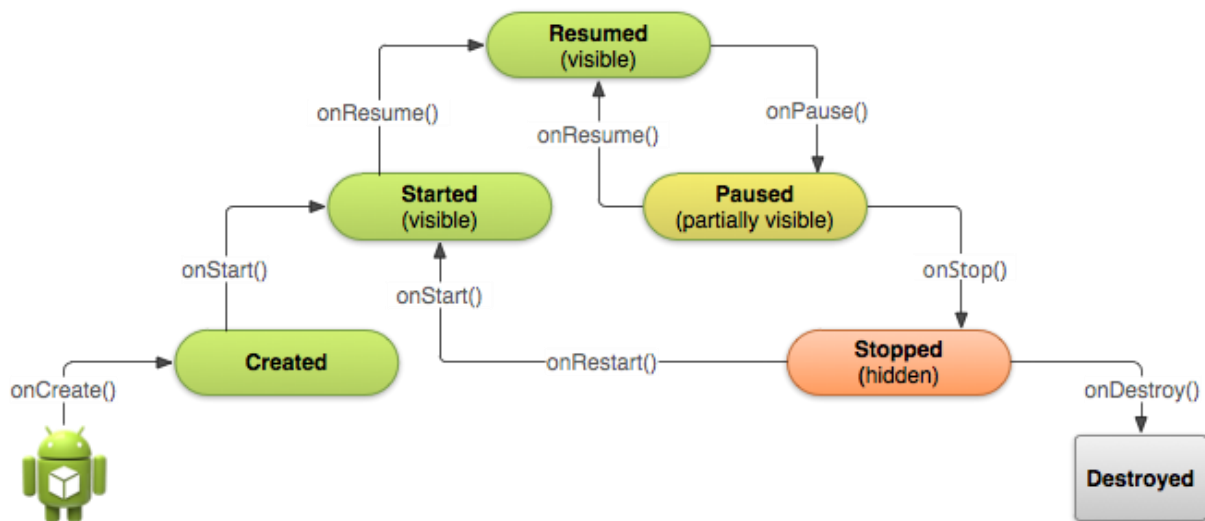 Resumed
(visible)
onResume()
onResume()
onPause()
Started
(visible)
Paused
(partially visible)
onStart()
onStart()
onStop()
Created
onRestart()
Stopped
(hidden)
onCreate()
onDestroy()
Destroyed